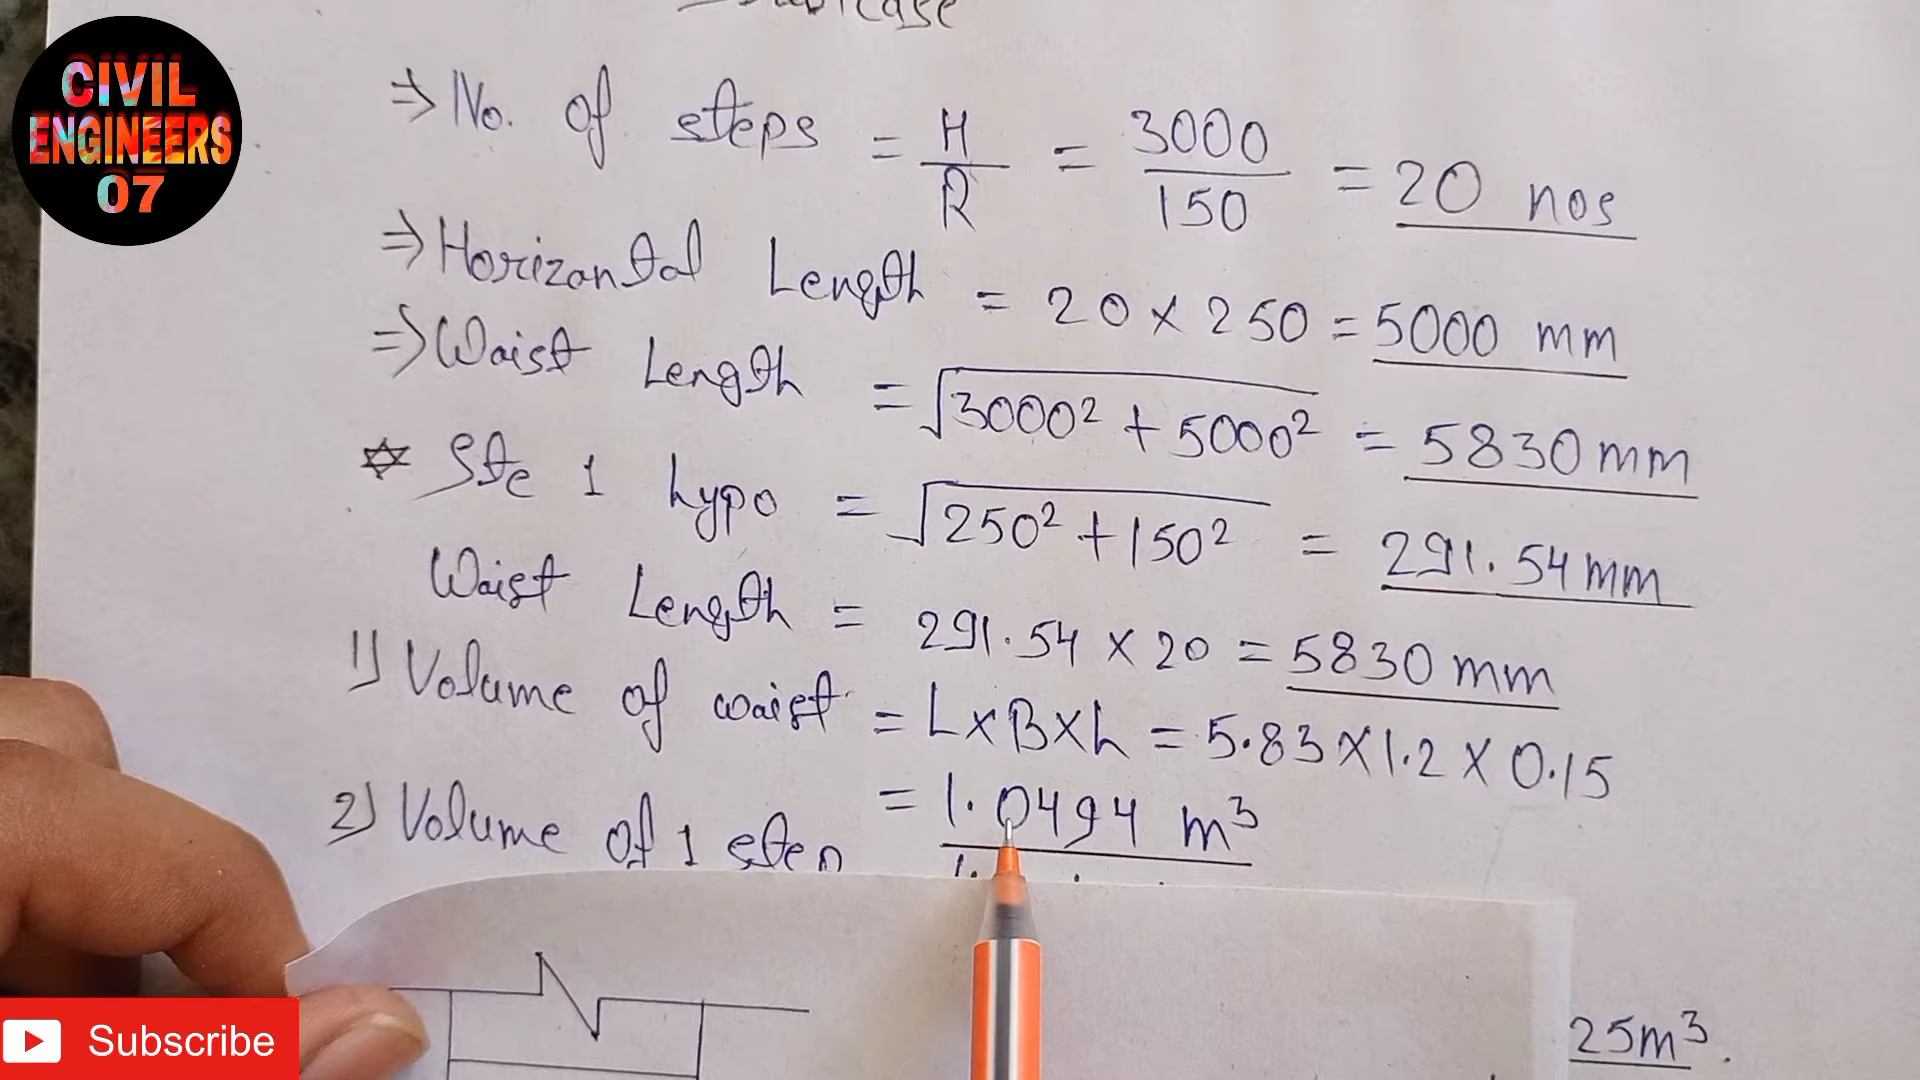 CIVIL
ENGINEERS
07
⇒ No. of steps = H/R = 3000/150 = 20 nos
⇒ Horizantal Length = 20 × 250 = 5000 mm
⇒ Waist Length = √3000² + 5000² = 5830 mm
✡ Ste 1 hypo = √250² + 150² = 291.54 mm
Waist Length = 291.54 × 20 = 5830 mm
1) Volume of waist = L×B×h = 5.83 × 1.2 × 0.15
= 1.0494 m³
2) Volume of 1 step
25m³.
Subscribe